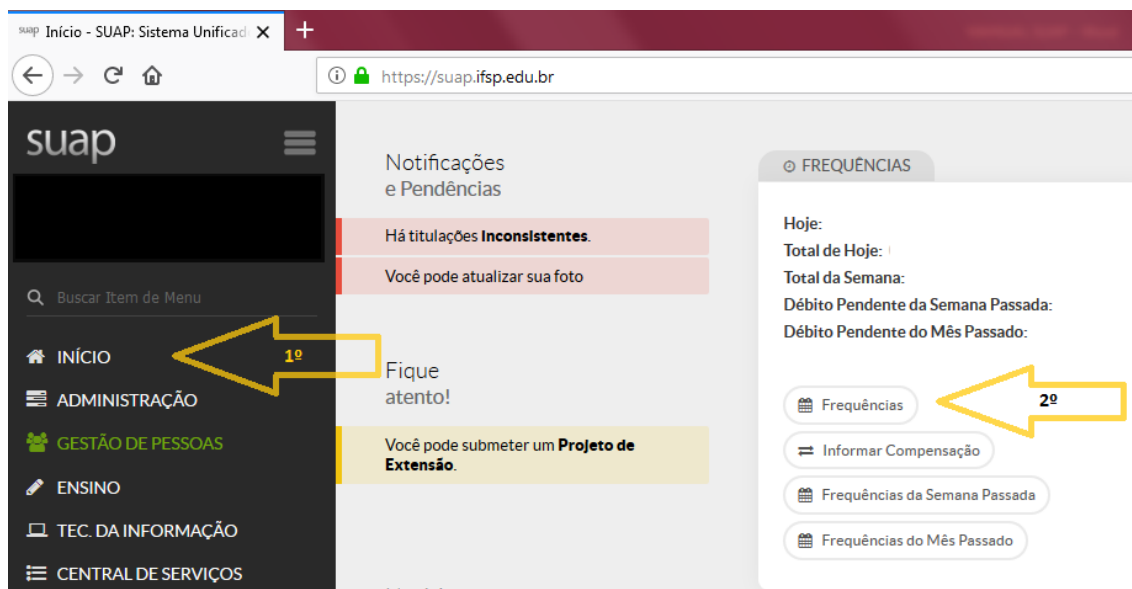 suap Início - SUAP: Sistema Unificad
https://suap.ifsp.edu.br
suap
Buscar Item de Menu
INÍCIO
1º
ADMINISTRAÇÃO
GESTÃO DE PESSOAS
ENSINO
TEC. DA INFORMAÇÃO
CENTRAL DE SERVIÇOS
Notificações
e Pendências
Há titulações Inconsistentes.
Você pode atualizar sua foto
Fique
atento!
Você pode submeter um Projeto de
Extensão.
FREQUÊNCIAS
Hoje:
Total de Hoje:
Total da Semana:
Débito Pendente da Semana Passada:
Débito Pendente do Mês Passado:
Frequências
2º
Informar Compensação
Frequências da Semana Passada
Frequências do Mês Passado